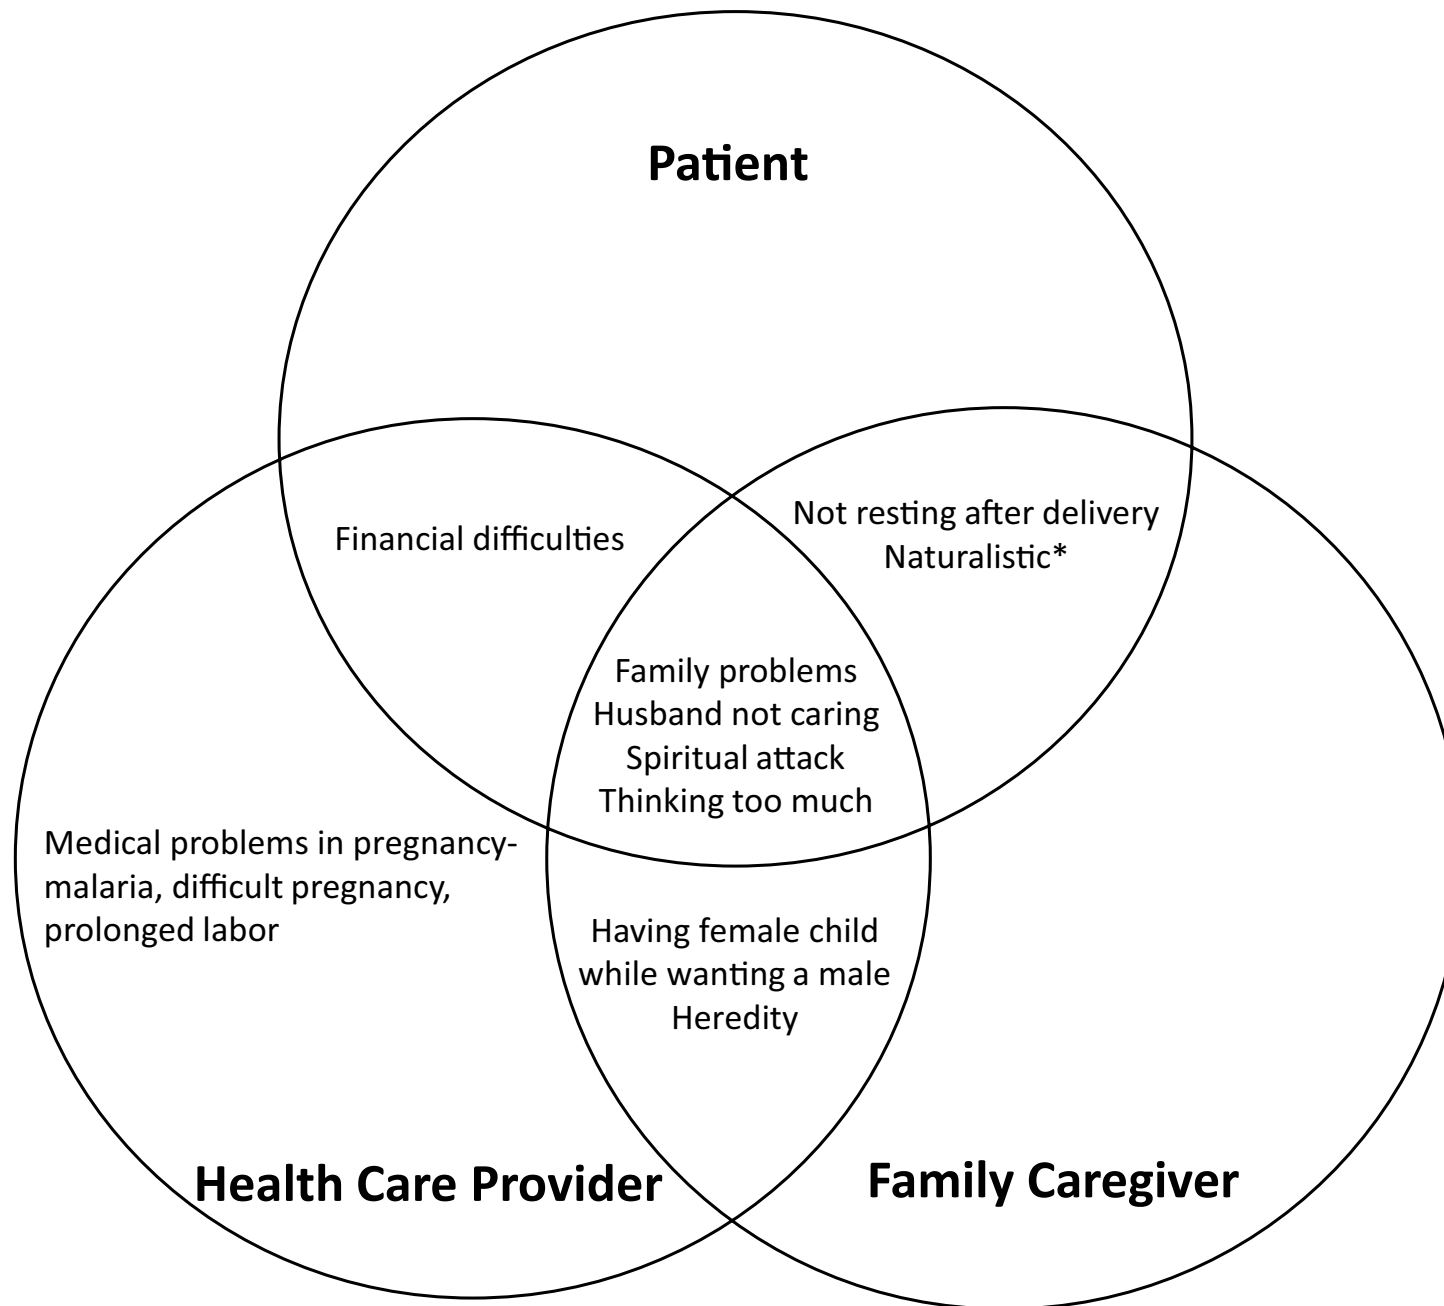 Patient
Financial difficulties
Not resting after delivery
Naturalistic*
Family problems
Husband not caring
Spiritual attack
Thinking too much
Medical problems in pregnancy-
malaria, difficult pregnancy,
prolonged labor
Having female child
while wanting a male
Heredity
Health Care Provider
Family Caregiver